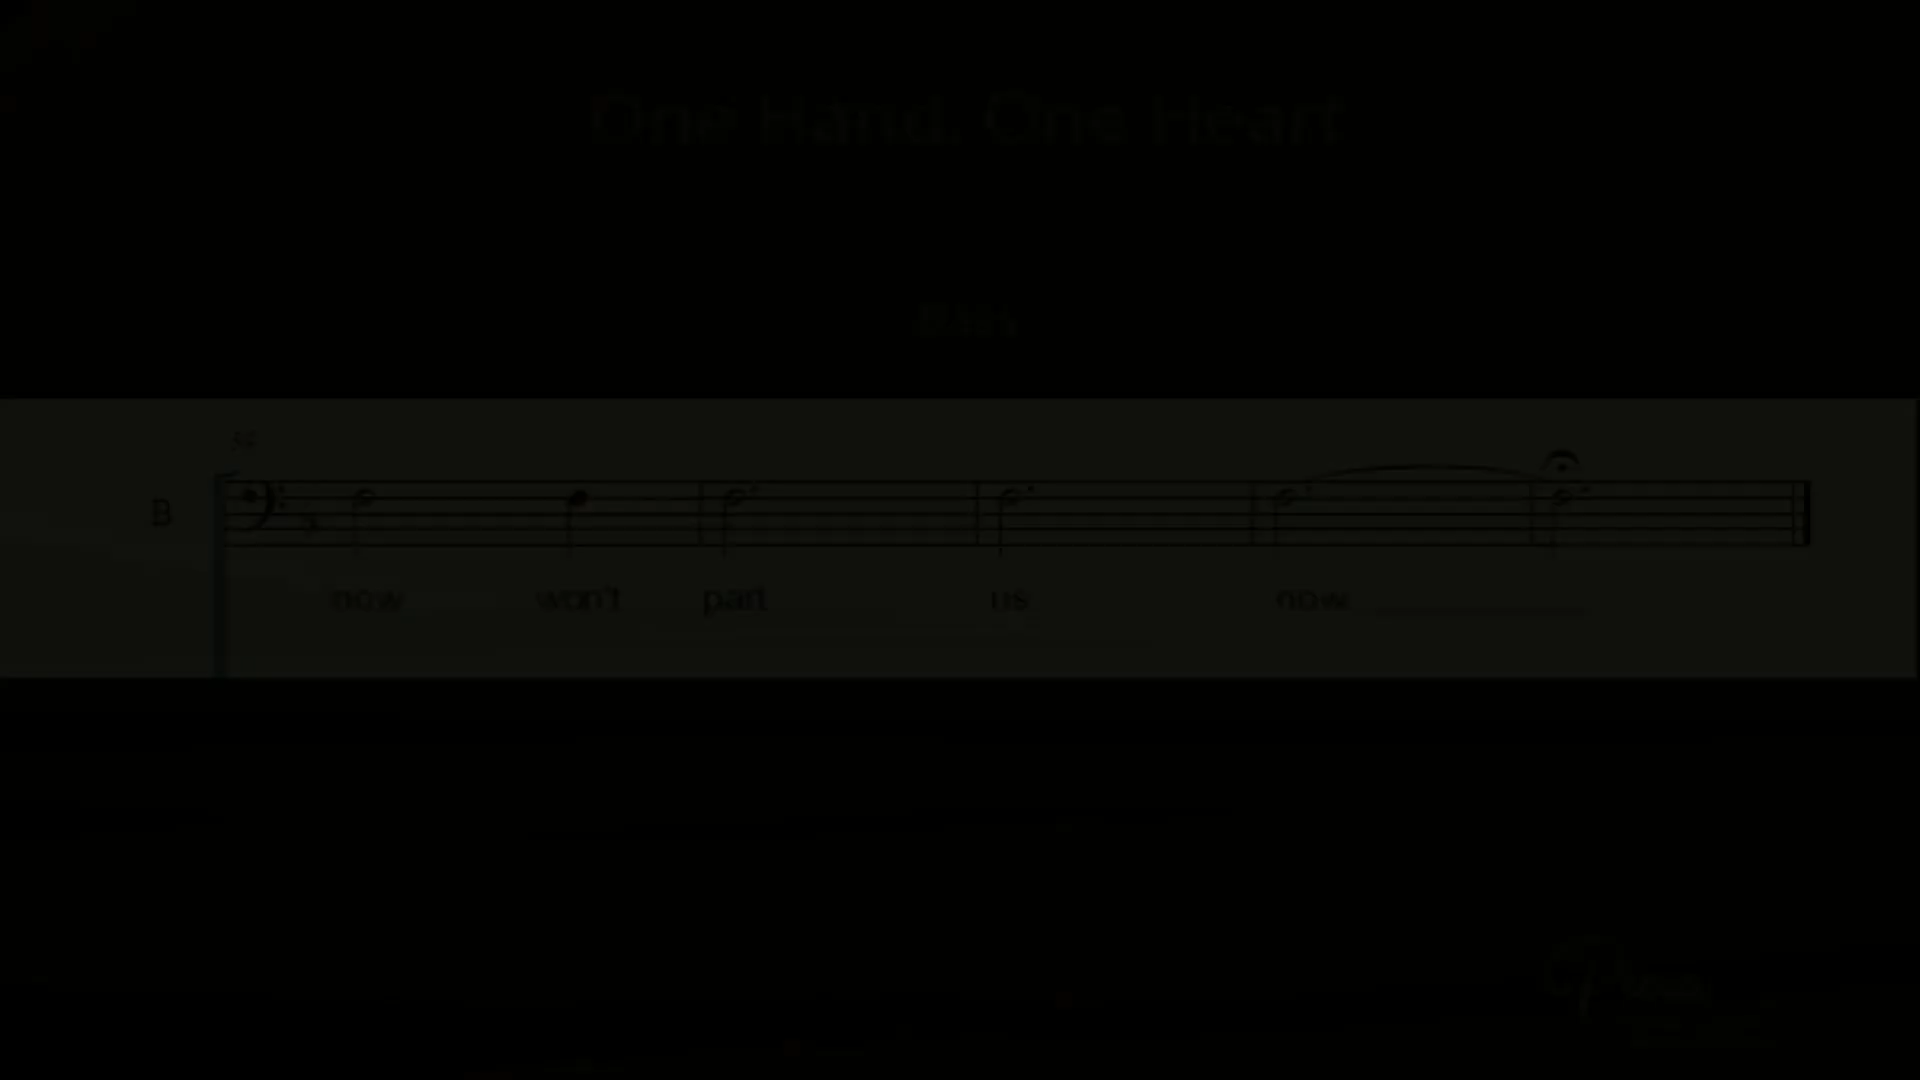 One Hand, One Heart
Bass
B
now won't part us now